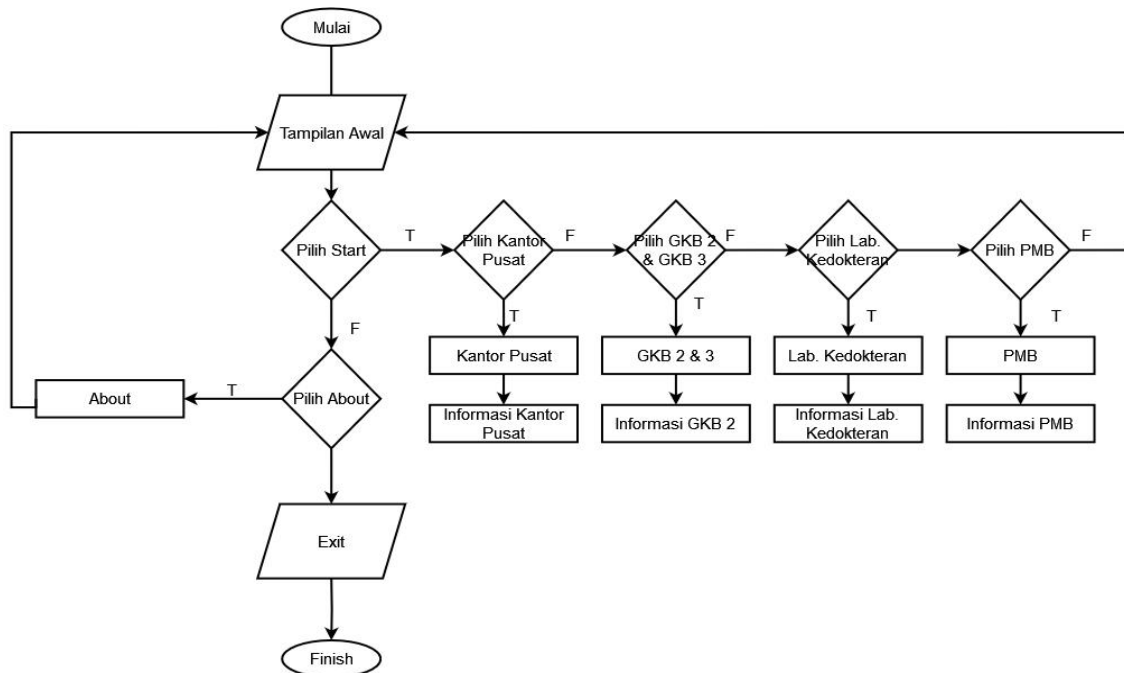 Mulai
Tampilan Awal
Pilih Start
T
Pilih Kantor
Pusat
F
Pilih GKB 2
& GKB 3
F
Pilih Lab.
Kedokteran
Pilih PMB
F
F
T
T
T
T
Kantor Pusat
GKB 2 & 3
Lab. Kedokteran
PMB
About
T
Pilih About
Informasi Kantor
Pusat
Informasi GKB 2
Informasi Lab.
Kedokteran
Informasi PMB
Exit
Finish